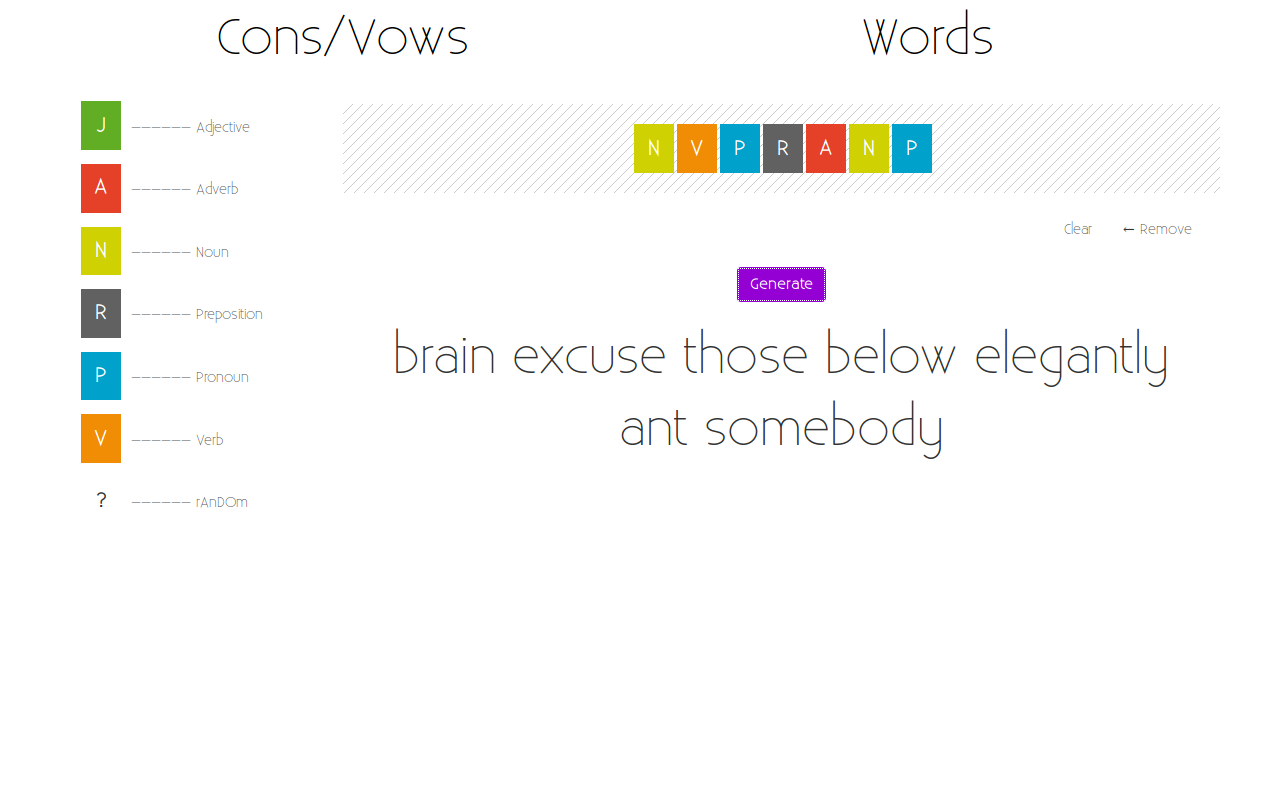 Cons/Vows Words
J —————— Adjective
A —————— Adverb
N —————— Noun
R —————— Preposition
P —————— Pronoun
V —————— Verb
? —————— rAnDOm
N V P R A N P
Clear ← Remove
Generate
brain excuse those below elegantly
ant somebody